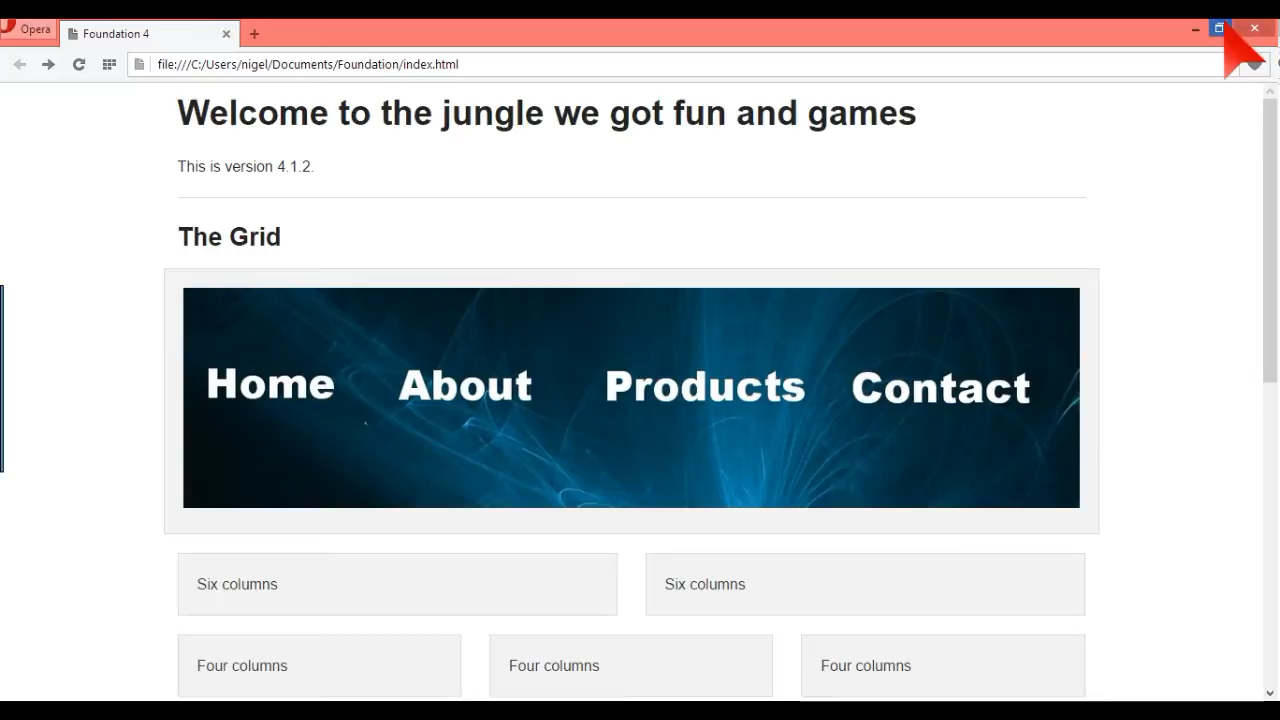 Opera
Foundation 4
file:///C:/Users/nigel/Documents/Foundation/index.html
Welcome to the jungle we got fun and games
This is version 4.1.2.
The Grid
Home About Products Contact
Six columns Six columns
Four columns Four columns Four columns